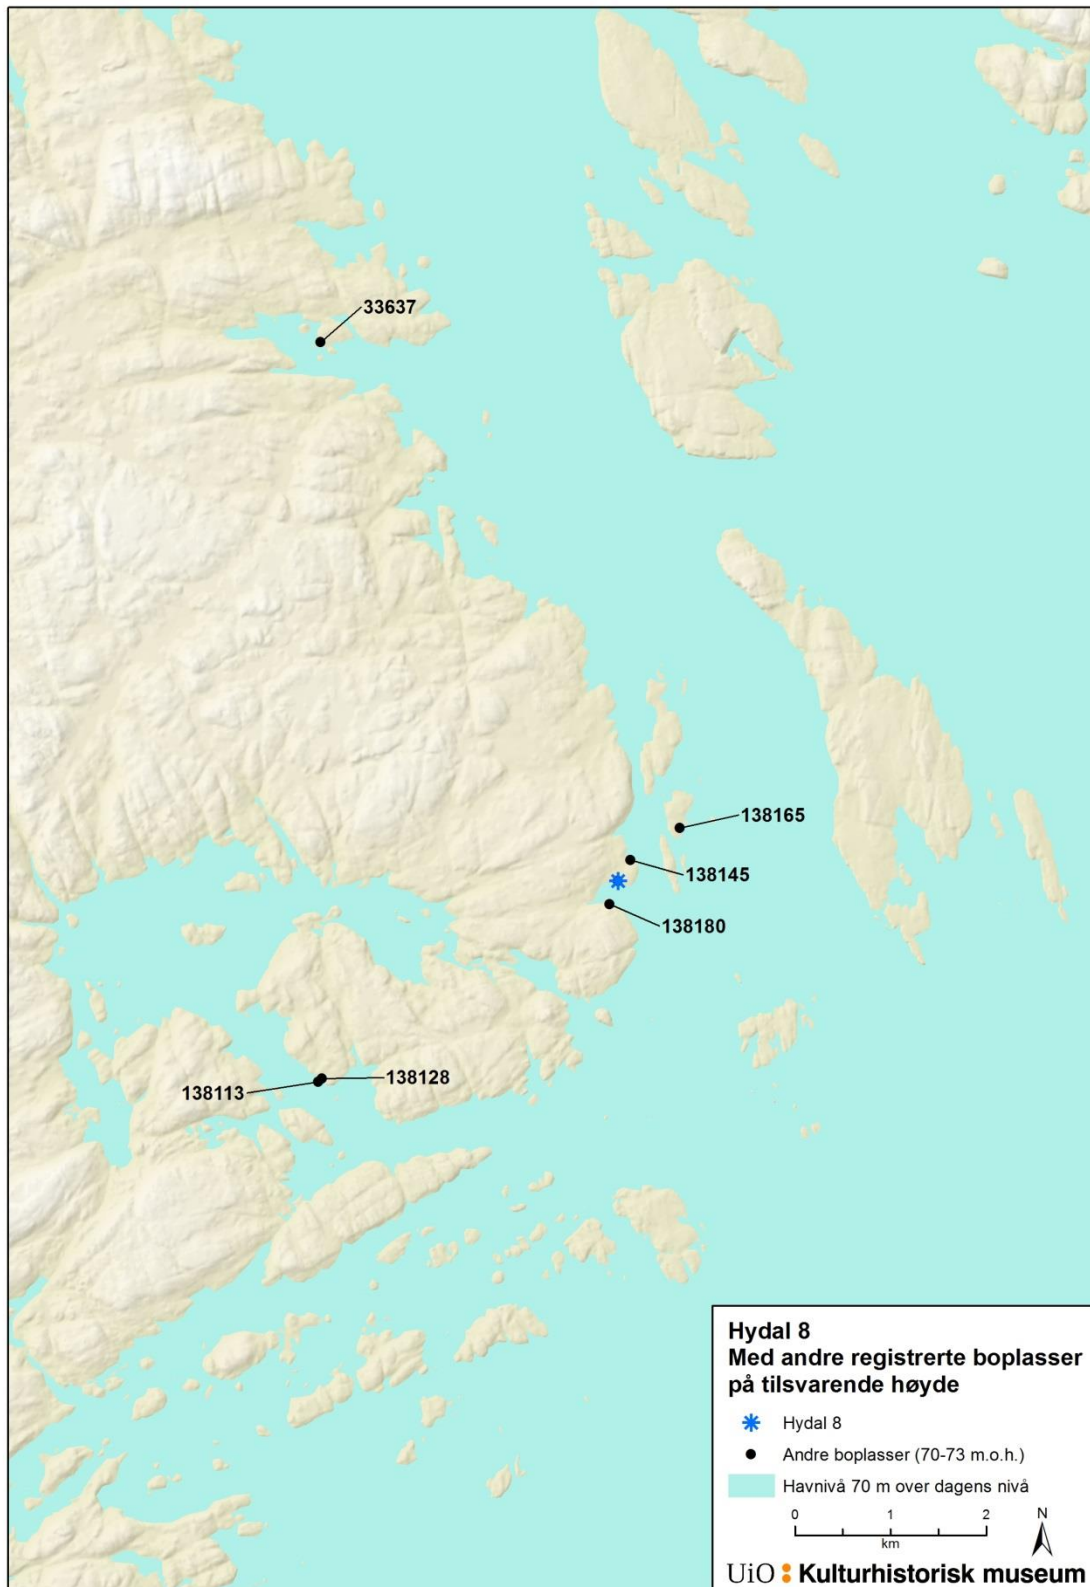 33637
138165
138145
138180
138128
138113
Hydal 8
Med andre registrerte boplasser
på tilsvarende høyde
Hydal 8
Andre boplasser (70-73 m.o.h.)
Havnivå 70 m over dagens nivå
0 1 2
km
N
UiO : Kulturhistorisk museum